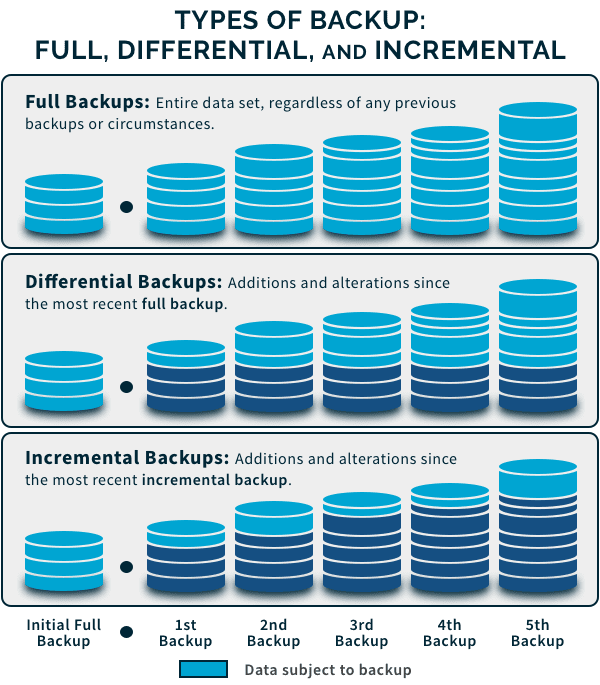 TYPES OF BACKUP:
FULL, DIFFERENTIAL, AND INCREMENTAL
Full Backups: Entire data set, regardless of any previous
backups or circumstances.
Differential Backups: Additions and alterations since
the most recent full backup.
Incremental Backups: Additions and alterations since
the most recent incremental backup.
Initial Full
Backup
1st
Backup
2nd
Backup
3rd
Backup
4th
Backup
5th
Backup
Data subject to backup